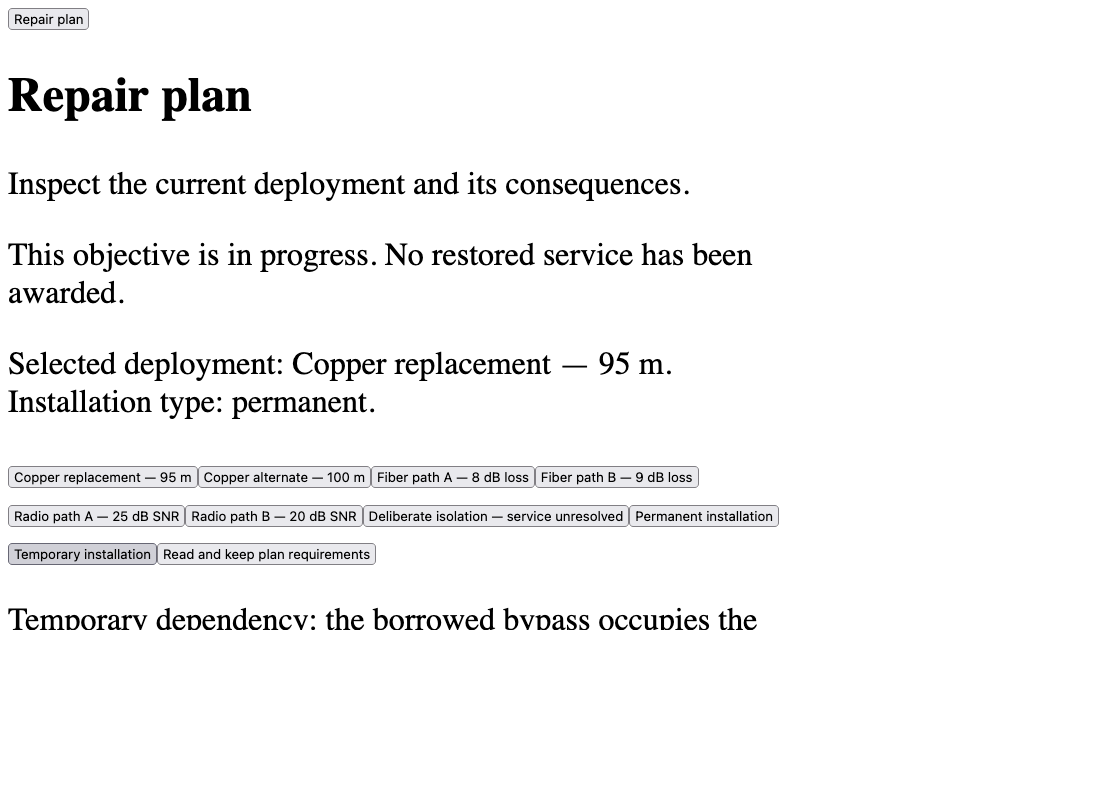 Repair plan
Repair plan
Inspect the current deployment and its consequences.
This objective is in progress. No restored service has been
awarded.
Selected deployment: Copper replacement — 95 m.
Installation type: permanent.
Copper replacement — 95 m Copper alternate — 100 m Fiber path A — 8 dB loss Fiber path B — 9 dB loss
Radio path A — 25 dB SNR Radio path B — 20 dB SNR Deliberate isolation — service unresolved Permanent installation
Temporary installation Read and keep plan requirements
Temporary dependency: the borrowed bypass occupies the